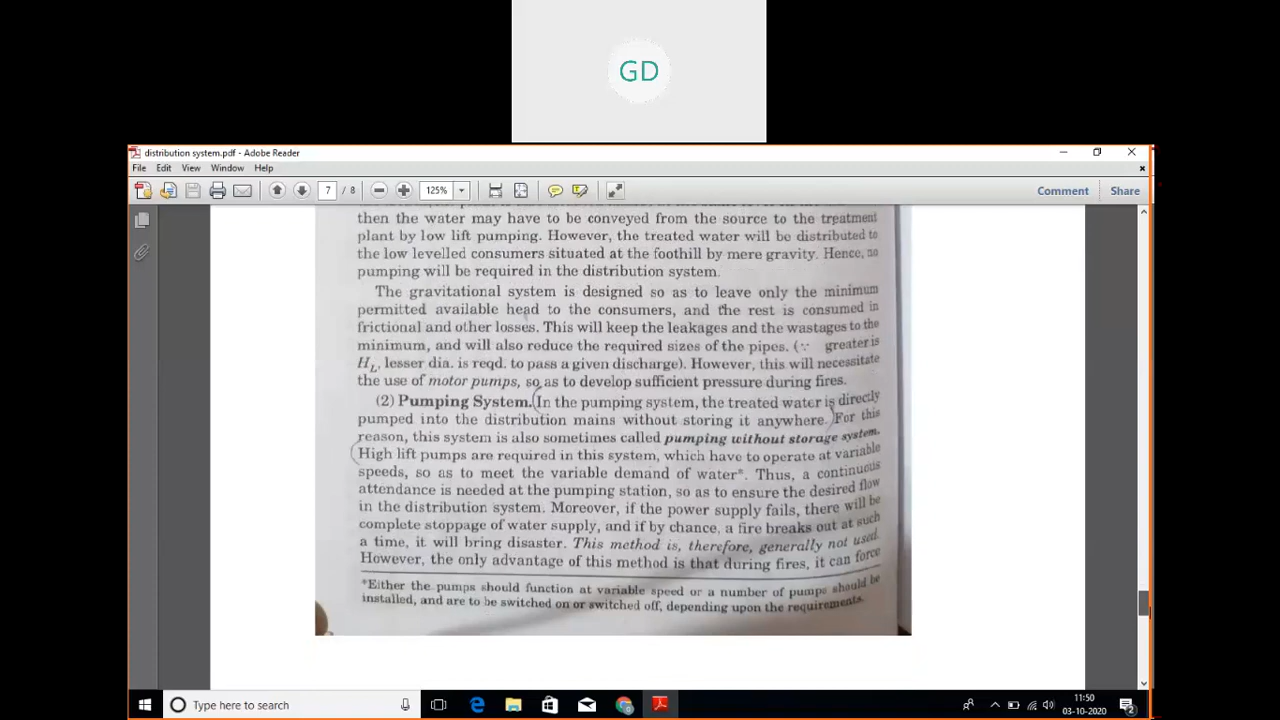 GD
distribution system.pdf - Adobe Reader
File Edit View Window Help
7 / 8 125% Comment Share
then the water may have to be conveyed from the source to the treatment
plant by low lift pumping. However, the treated water will be distributed to
the low levelled consumers situated at the foothill by mere gravity. Hence, no
pumping will be required in the distribution system.
The gravitational system is designed so as to leave only the minimum
permitted available head to the consumers, and the rest is consumed in
frictional and other losses. This will keep the leakages and the wastages to the
minimum, and will also reduce the required sizes of the pipes. (∵ greater is
H_L, lesser dia. is reqd. to pass a given discharge). However, this will necessitate
the use of motor pumps, so as to develop sufficient pressure during fires.
(2) Pumping System. In the pumping system, the treated water is directly
pumped into the distribution mains without storing it anywhere. For this
reason, this system is also sometimes called pumping without storage system.
High lift pumps are required in this system, which have to operate at variable
speeds, so as to meet the variable demand of water*. Thus, a continuous
attendance is needed at the pumping station, so as to ensure the desired flow
in the distribution system. Moreover, if the power supply fails, there will be
complete stoppage of water supply, and if by chance, a fire breaks out at such
a time, it will bring disaster. This method is, therefore, generally not used.
However, the only advantage of this method is that during fires, it can force
*Either the pumps should function at variable speed or a number of pumps should be
installed, and are to be switched on or switched off, depending upon the requirements.
Type here to search
11:50
03-10-2020
2